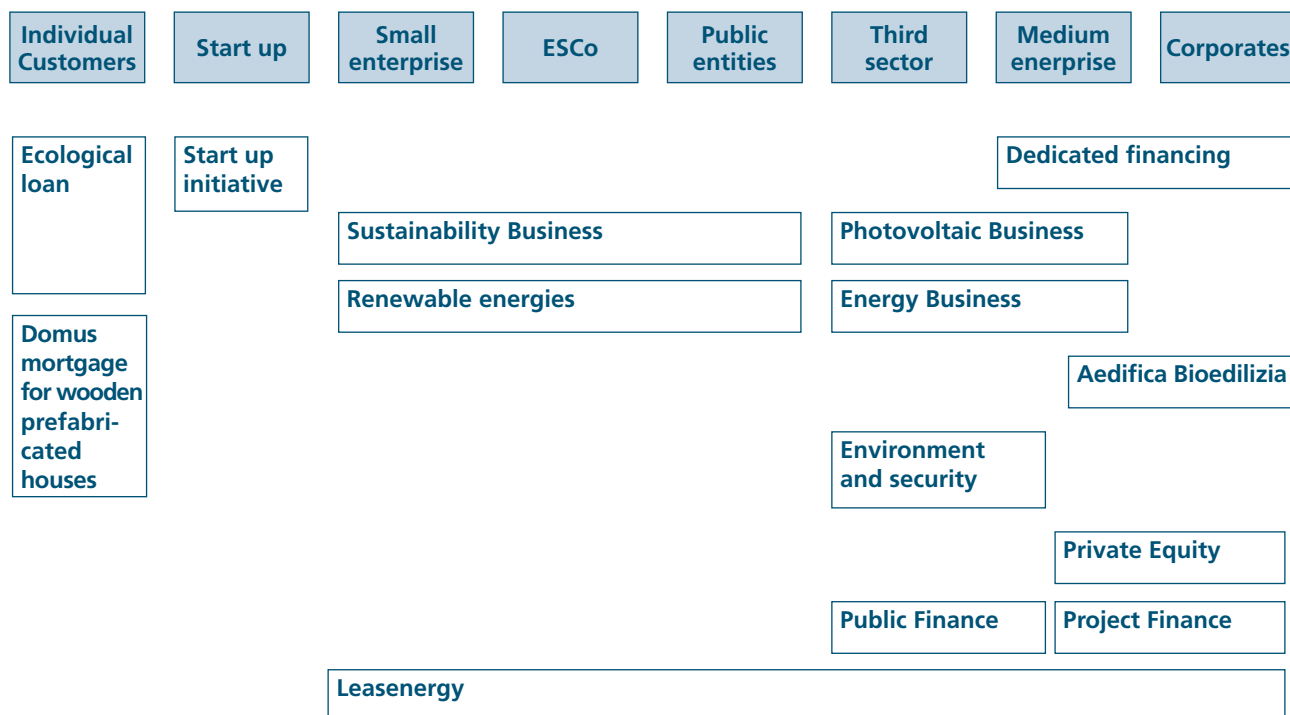 Individual
Customers
Start up
Small
enterprise
ESCo
Public
entities
Third
sector
Medium
enerprise
Corporates
Ecological
loan
Start up
initiative
Dedicated financing
Sustainability Business
Photovoltaic Business
Renewable energies
Energy Business
Domus
mortgage
for wooden
prefabri-
cated
houses
Aedifica Bioedilizia
Environment
and security
Private Equity
Public Finance
Project Finance
Leasenergy